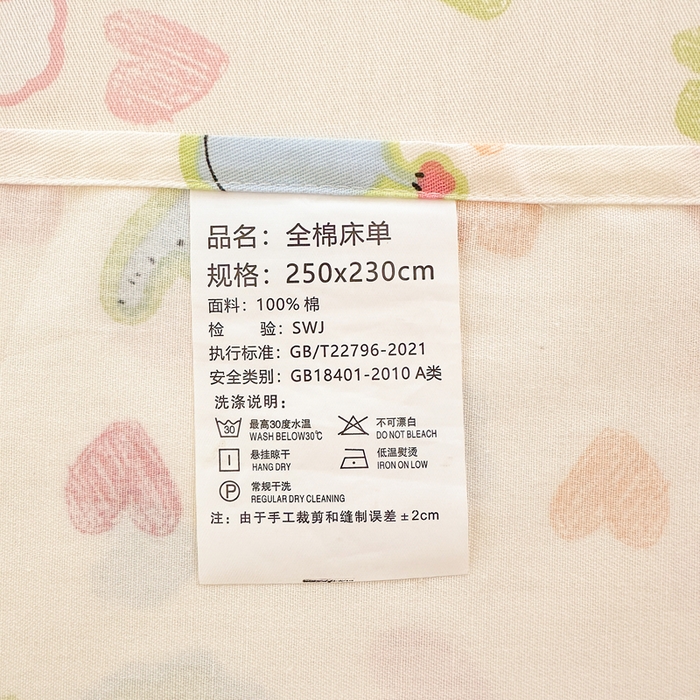 品名：全棉床单
规格：250x230cm
面料：100% 棉
检 验：SWJ
执行标准：GB/T22796-2021
安全类别：GB18401-2010 A类
洗涤说明：
30 最高30度水温 不可漂白
WASH BELOW30℃ DO NOT BLEACH
悬挂晾干 低温熨烫
HANG DRY IRON ON LOW
P 常规干洗
REGULAR DRY CLEANING
注：由于手工裁剪和缝制误差±2cm